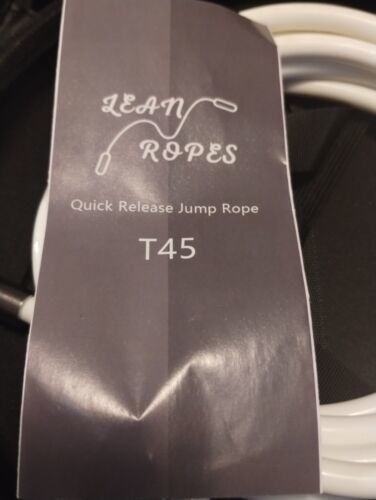 LEAN
ROPES
Quick Release Jump Rope
T45